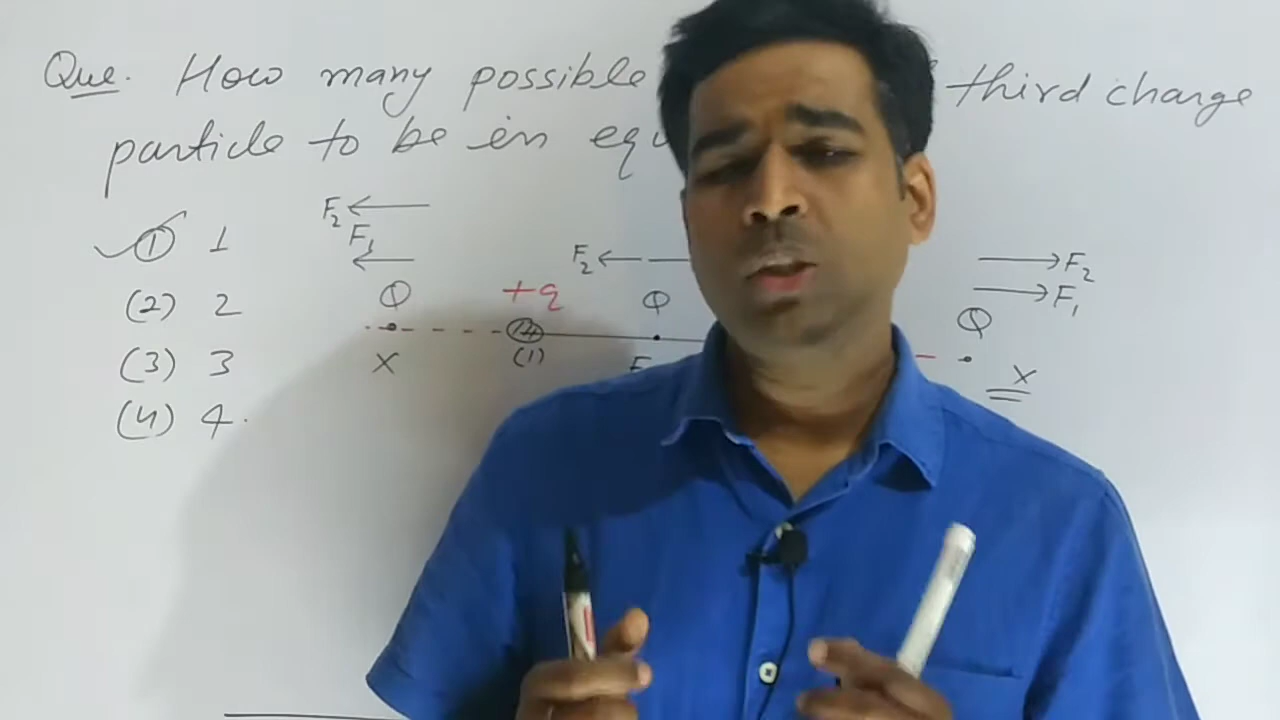 Que. How many possible third charge
particle to be in equ
(1) 1
(2) 2
(3) 3
(4) 4.
F₂
F₁
Q
X
+q
(1)
F₂
Q
F₂
F₁
Q
X